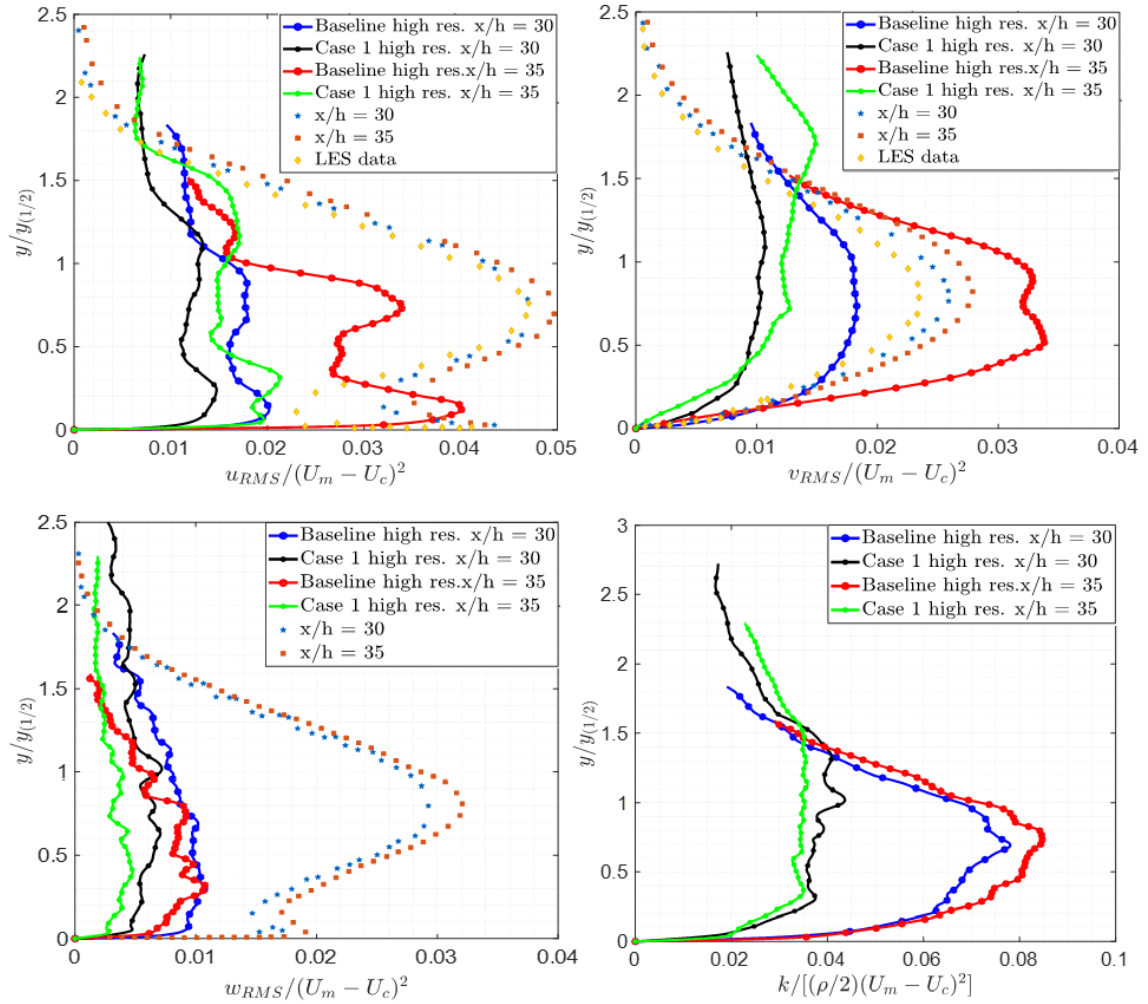 Baseline high res. x/h = 30
Case 1 high res. x/h = 30
Baseline high res.x/h = 35
Case 1 high res. x/h = 35
x/h = 30
x/h = 35
LES data
2.5
2
1.5
1
0.5
0
y/y(1/2)
0 0.01 0.02 0.03 0.04 0.05
uRMS/(Um − Uc)²
Baseline high res. x/h = 30
Case 1 high res. x/h = 30
Baseline high res.x/h = 35
Case 1 high res. x/h = 35
x/h = 30
x/h = 35
LES data
2.5
2
1.5
1
0.5
0
y/y(1/2)
0 0.01 0.02 0.03 0.04
vRMS/(Um − Uc)²
Baseline high res. x/h = 30
Case 1 high res. x/h = 30
Baseline high res.x/h = 35
Case 1 high res. x/h = 35
x/h = 30
x/h = 35
2.5
2
1.5
1
0.5
0
y/y(1/2)
0 0.01 0.02 0.03 0.04
wRMS/(Um − Uc)²
Baseline high res. x/h = 30
Case 1 high res. x/h = 30
Baseline high res.x/h = 35
Case 1 high res. x/h = 35
3
2.5
2
1.5
1
0.5
0
y/y(1/2)
0 0.02 0.04 0.06 0.08 0.1
k/[(ρ/2)(Um − Uc)²]